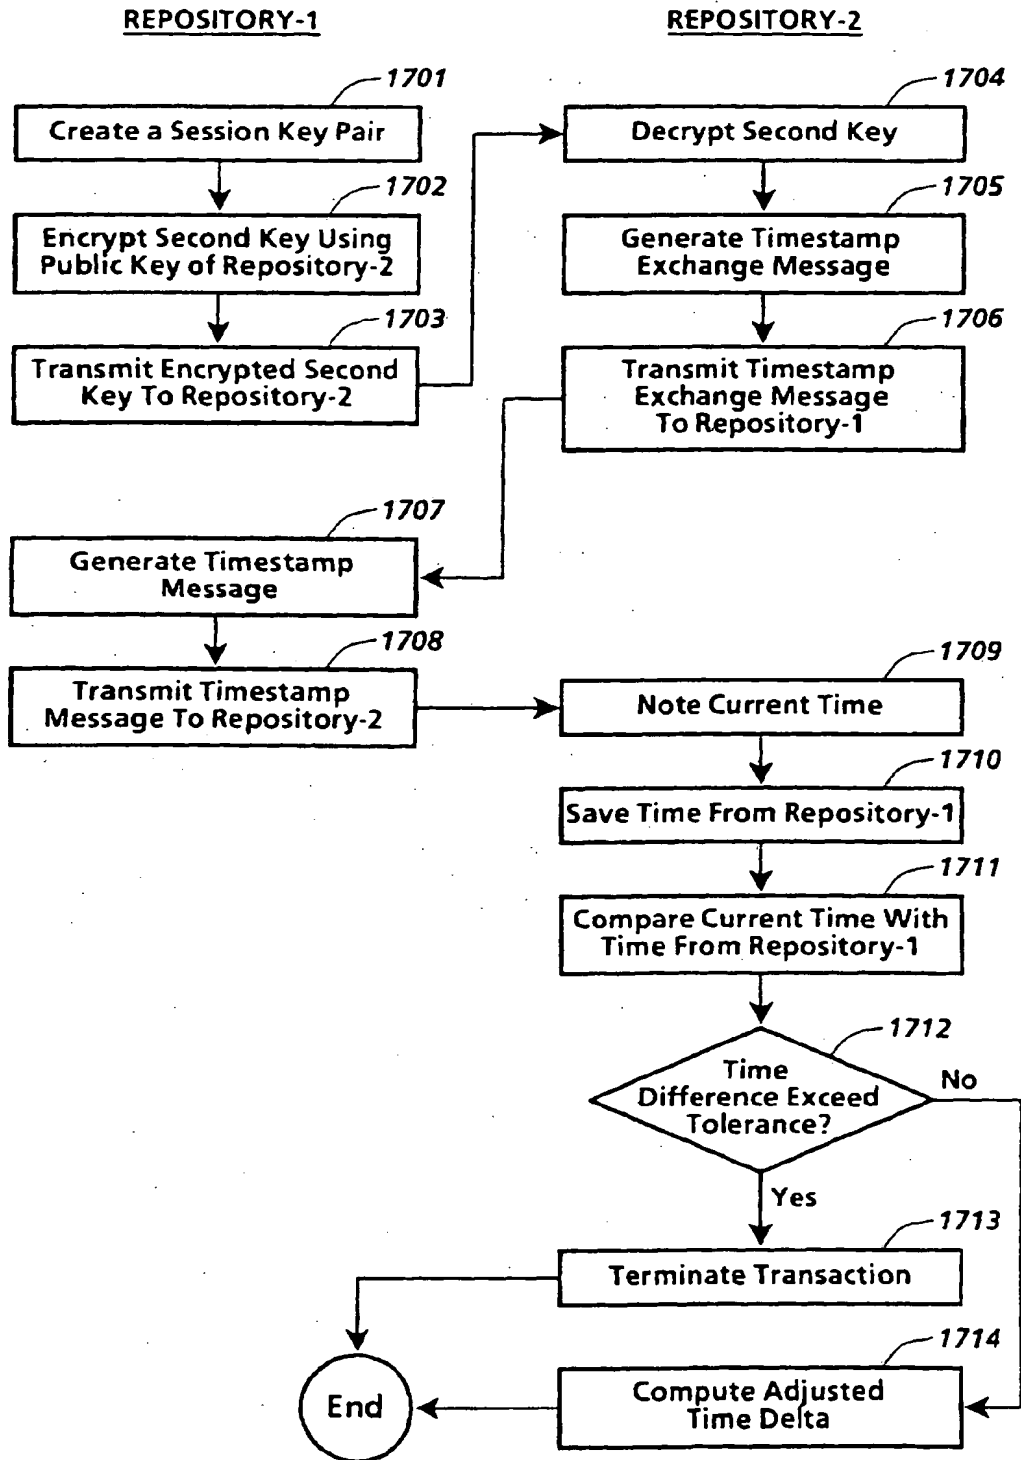 REPOSITORY-1
REPOSITORY-2
1701
Create a Session Key Pair
1702
Encrypt Second Key Using
Public Key of Repository-2
1703
Transmit Encrypted Second
Key To Repository-2
1704
Decrypt Second Key
1705
Generate Timestamp
Exchange Message
1706
Transmit Timestamp
Exchange Message
To Repository-1
1707
Generate Timestamp
Message
1708
Transmit Timestamp
Message To Repository-2
1709
Note Current Time
1710
Save Time From Repository-1
1711
Compare Current Time With
Time From Repository-1
1712
Time
Difference Exceed
Tolerance?
No
Yes
1713
Terminate Transaction
1714
Compute Adjusted
Time Delta
End